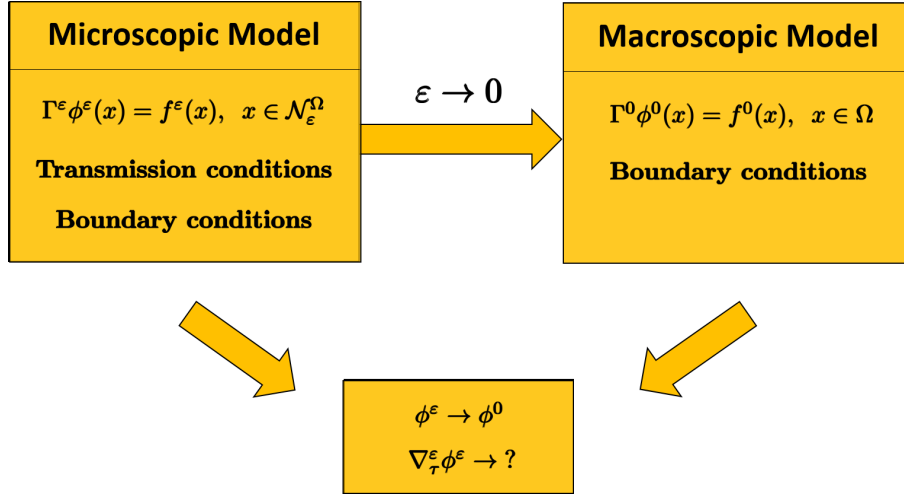 Microscopic Model
Γ^ε ϕ^ε(x) = f^ε(x), x ∈ 𝒩_ε^Ω
Transmission conditions
Boundary conditions
ε → 0
Macroscopic Model
Γ^0 ϕ^0(x) = f^0(x), x ∈ Ω
Boundary conditions
ϕ^ε → ϕ^0
∇_τ^ε ϕ^ε → ?